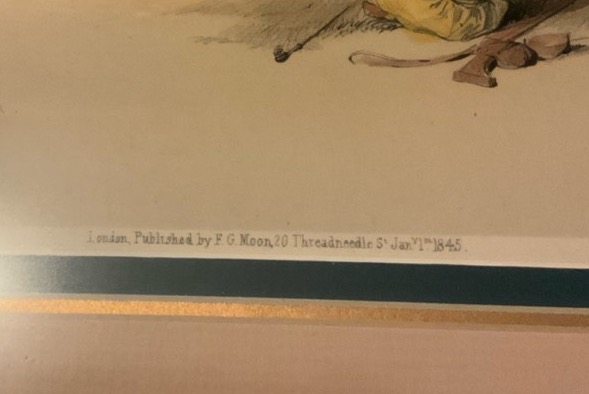 London, Published by F. G. Moon, 20 Threadneedle Sᵗ Janʸ 1ˢᵗ 1845.